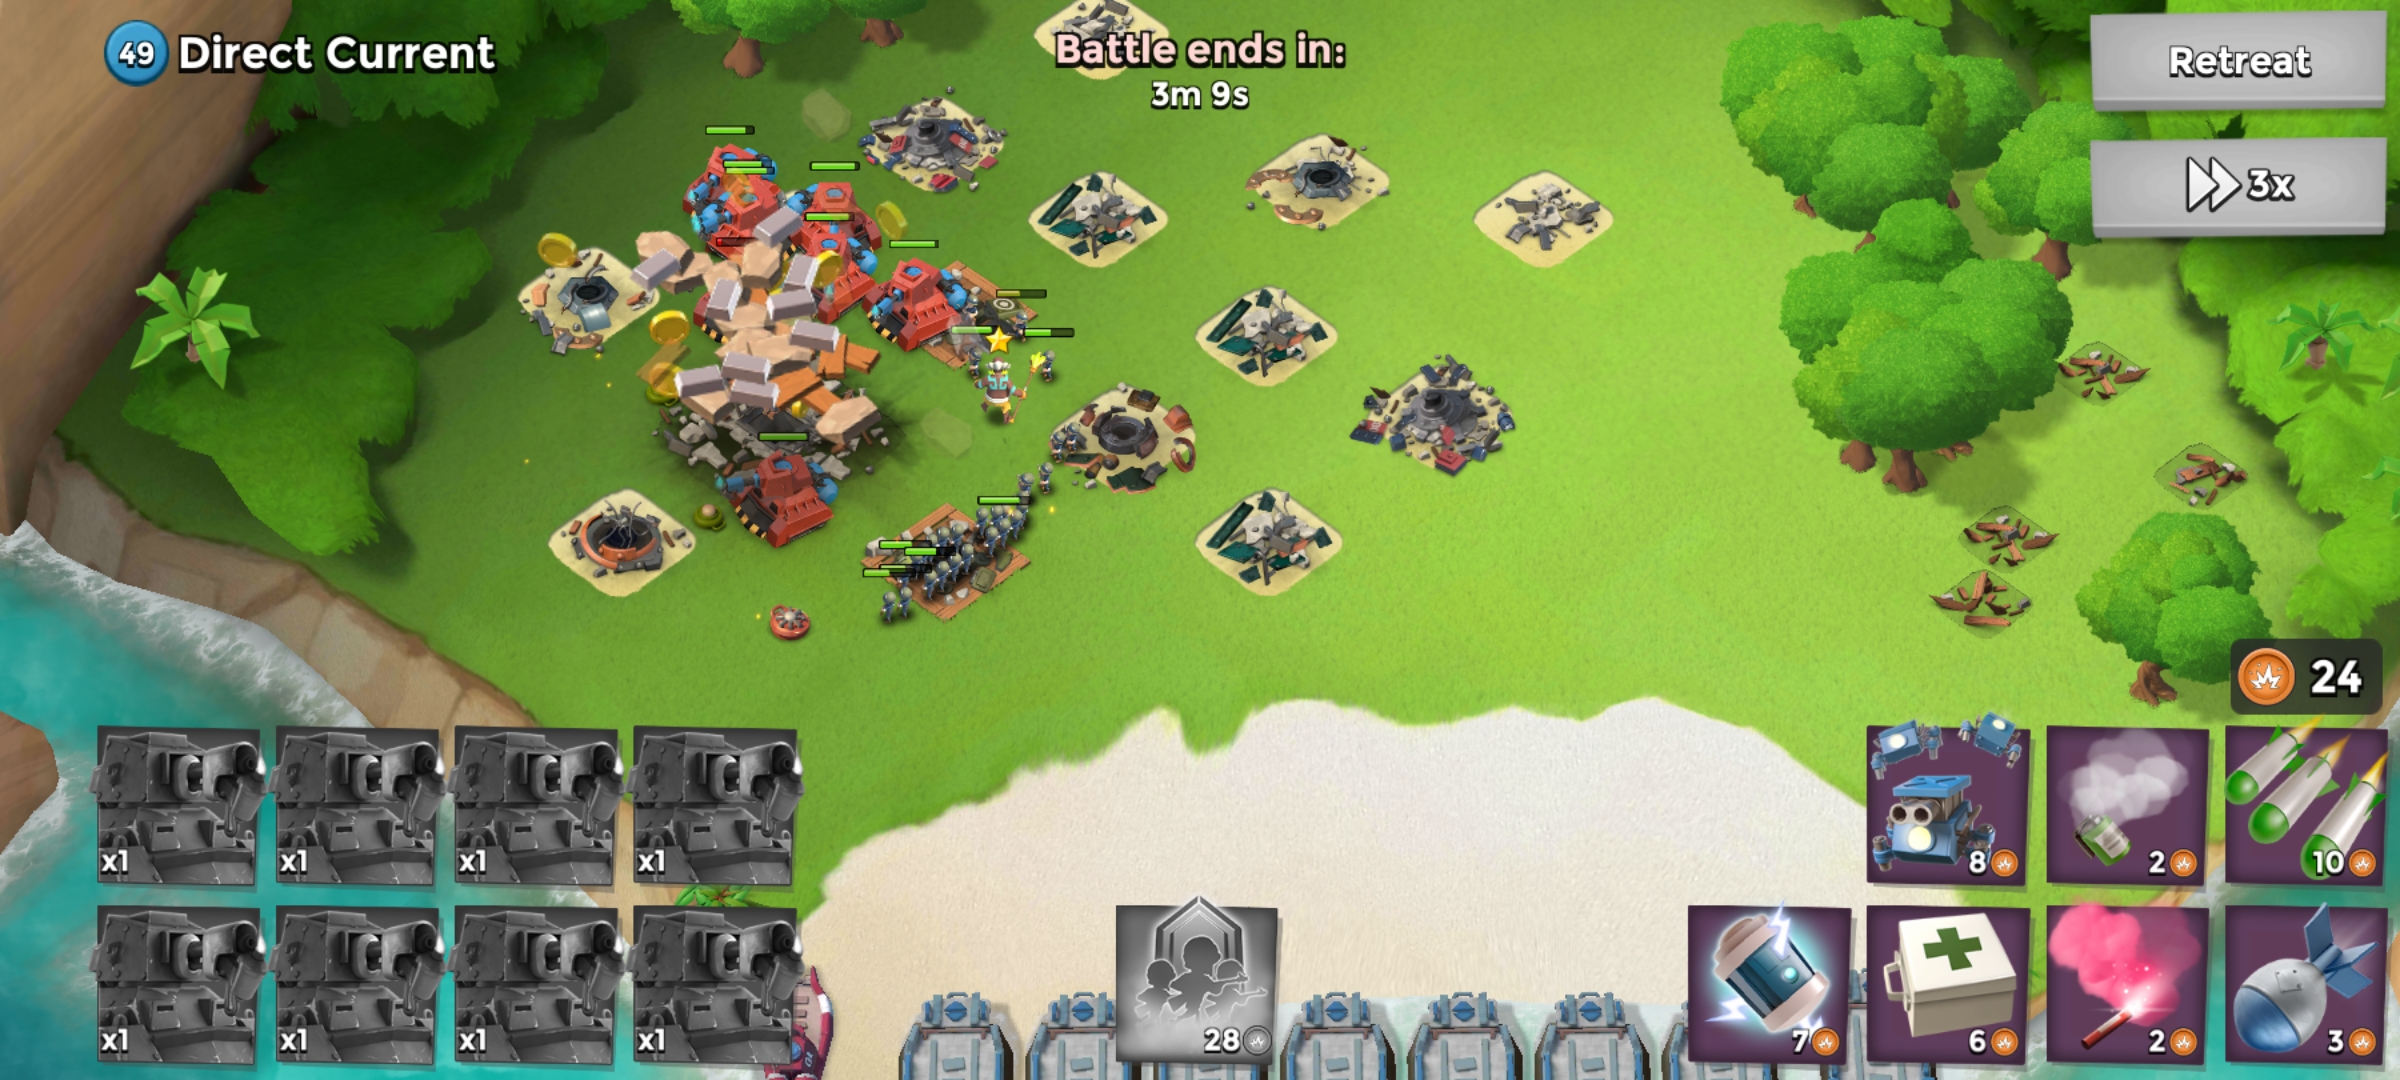 49 Direct Current
Battle ends in:
3m 9s
Retreat
3x
24
x1 x1 x1 x1
8 2 10
x1 x1 x1 x1
28
7 6 2 3